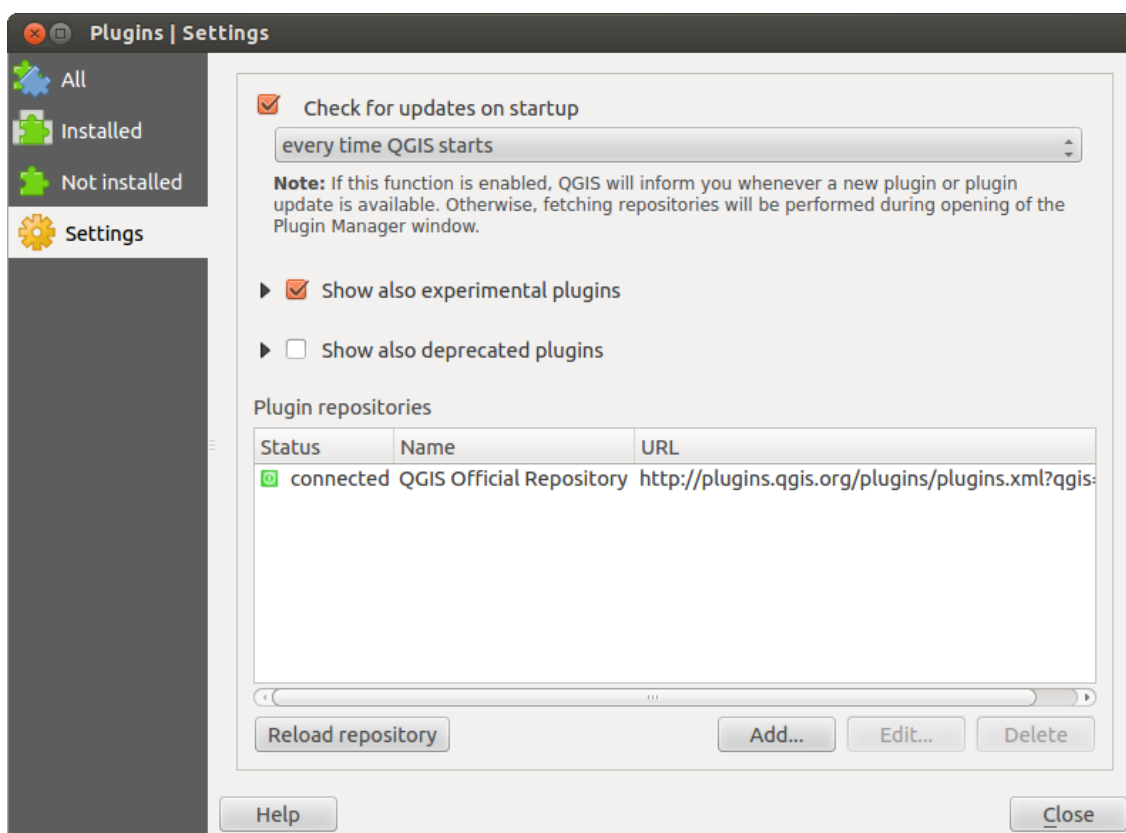 Plugins | Settings
All
Installed
Not installed
Settings
Check for updates on startup
every time QGIS starts
Note: If this function is enabled, QGIS will inform you whenever a new plugin or plugin
update is available. Otherwise, fetching repositories will be performed during opening of the
Plugin Manager window.
Show also experimental plugins
Show also deprecated plugins
Plugin repositories
Status Name URL
connected QGIS Official Repository http://plugins.qgis.org/plugins/plugins.xml?qgis=
Reload repository Add... Edit... Delete
Help Close